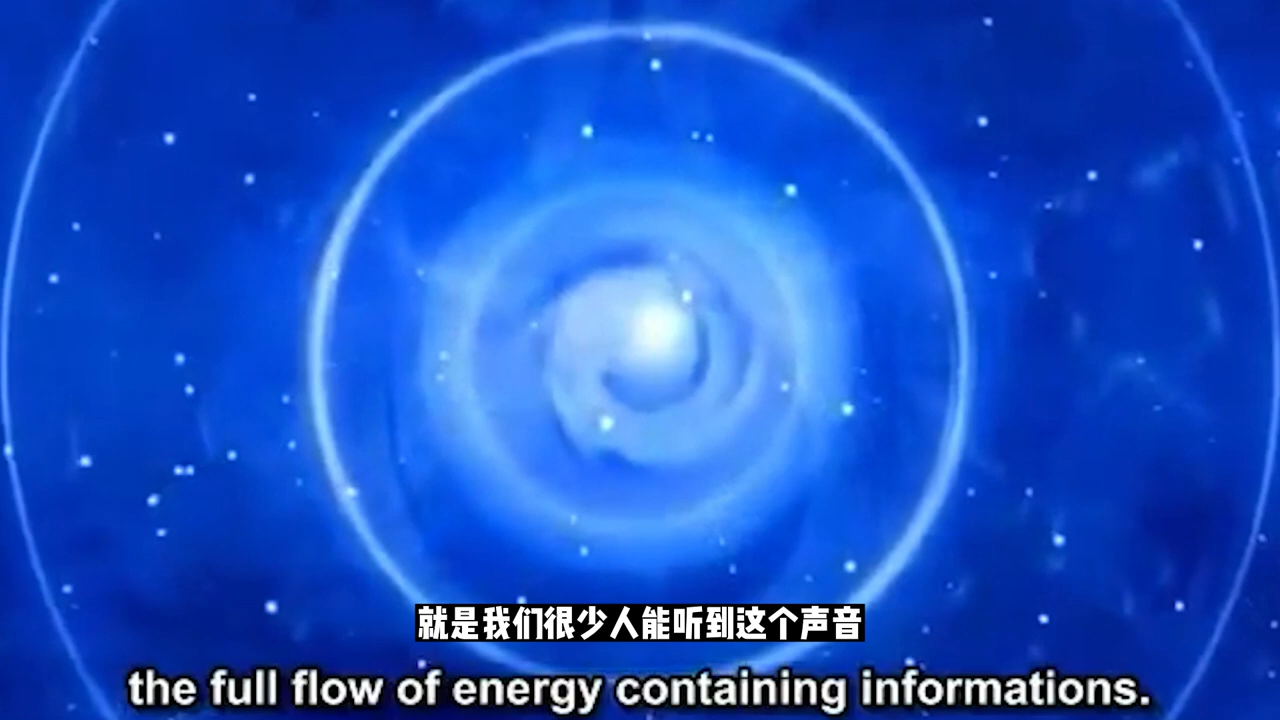 就是我们很少人能听到这个声音
the full flow of energy containing informations.